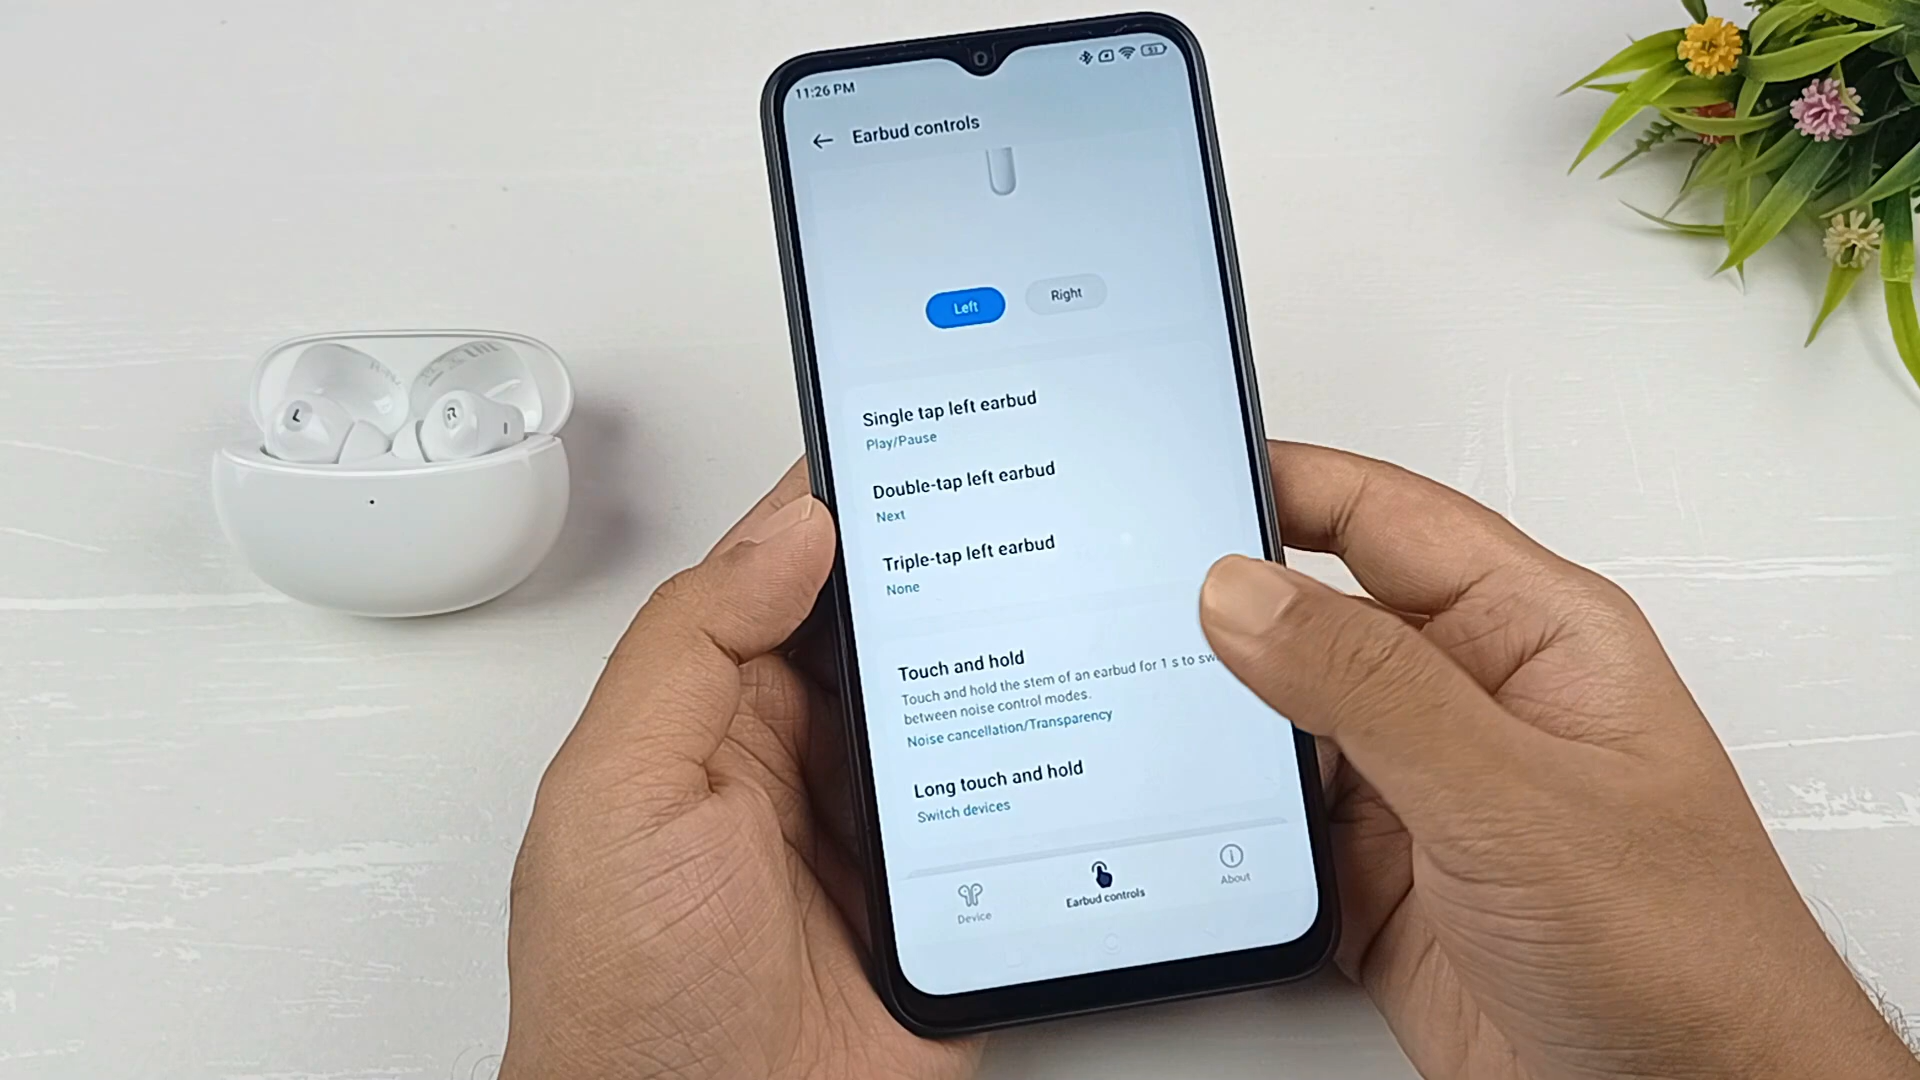 11:26 PM
53
Earbud controls
Left
Right
Single tap left earbud
Play/Pause
Double-tap left earbud
Next
Triple-tap left earbud
None
Touch and hold
Touch and hold the stem of an earbud for 1 s to sw
between noise control modes.
Noise cancellation/Transparency
Long touch and hold
Switch devices
Device
Earbud controls
About
L
R